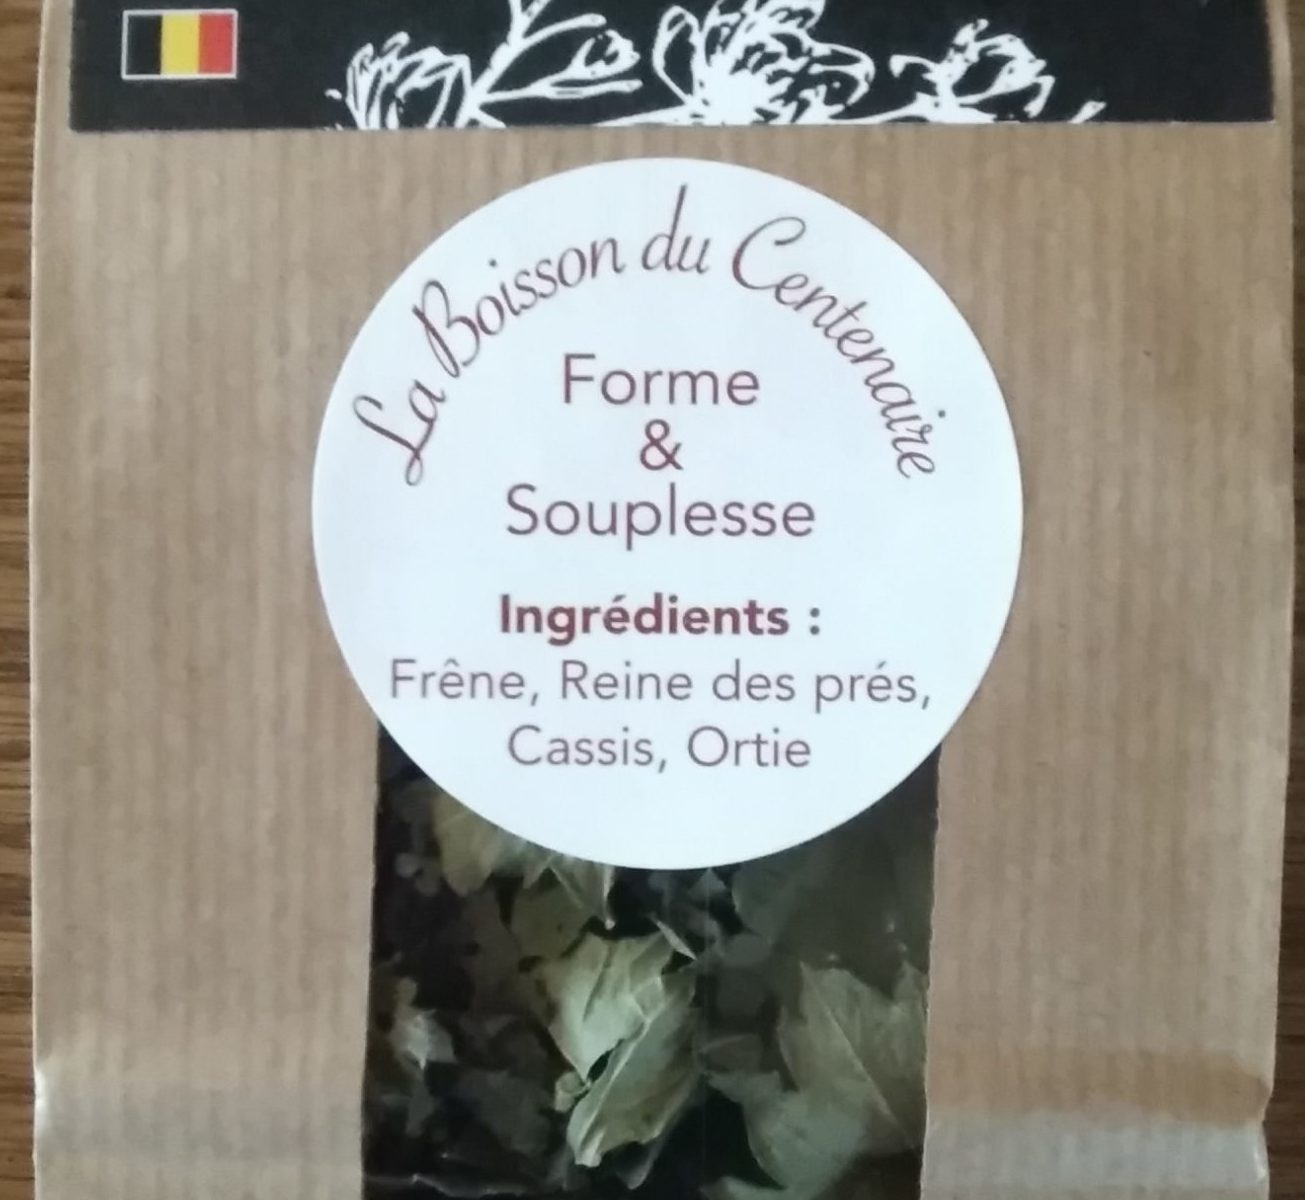 La Boisson du Centenaire
Forme
&
Souplesse
Ingrédients :
Frêne, Reine des prés,
Cassis, Ortie